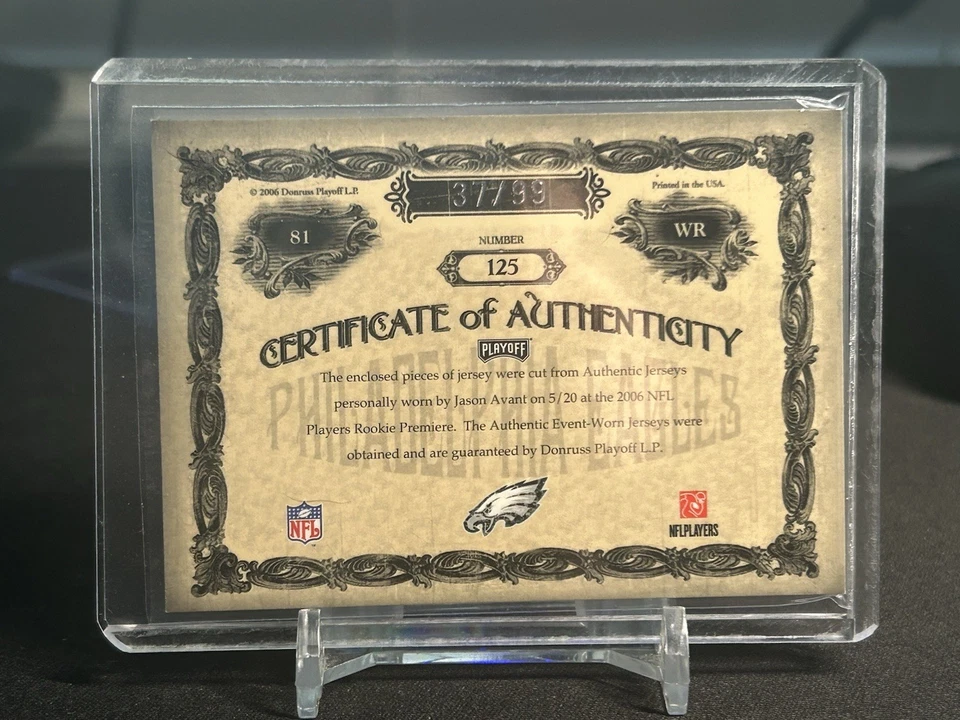 © 2006 Donruss Playoff L.P.
37/99
Printed in the USA.
81
WR
NUMBER
125
CERTIFICATE of AUTHENTICITY
PLAYOFF
PHILADELPHIA EAGLES
The enclosed pieces of jersey were cut from Authentic Jerseys
personally worn by Jason Avant on 5/20 at the 2006 NFL
Players Rookie Premiere. The Authentic Event-Worn Jerseys were
obtained and are guaranteed by Donruss Playoff L.P.
NFL
NFLPLAYERS